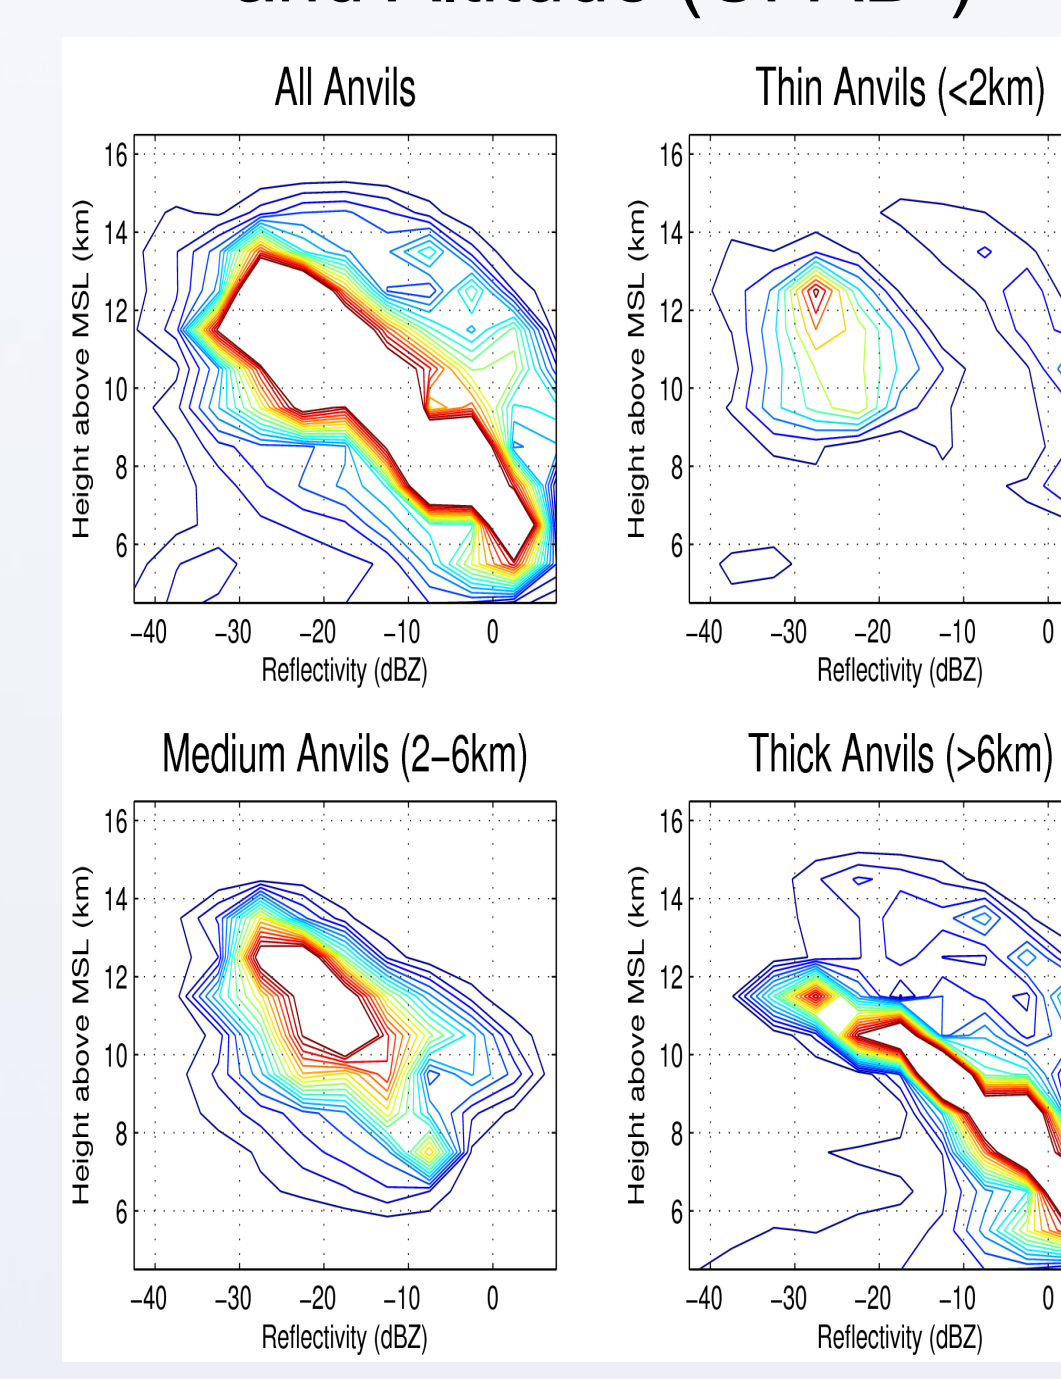 and Altitude (CFAD
All Anvils
Thin Anvils (<2km)
16
14
12
10
8
6
Height above MSL (km)
−40 −30 −20 −10 0
Reflectivity (dBZ)
16
14
12
10
8
6
Height above MSL (km)
−40 −30 −20 −10 0
Reflectivity (dBZ)
Medium Anvils (2−6km)
Thick Anvils (>6km)
16
14
12
10
8
6
Height above MSL (km)
−40 −30 −20 −10 0
Reflectivity (dBZ)
16
14
12
10
8
6
Height above MSL (km)
−40 −30 −20 −10 0
Reflectivity (dBZ)